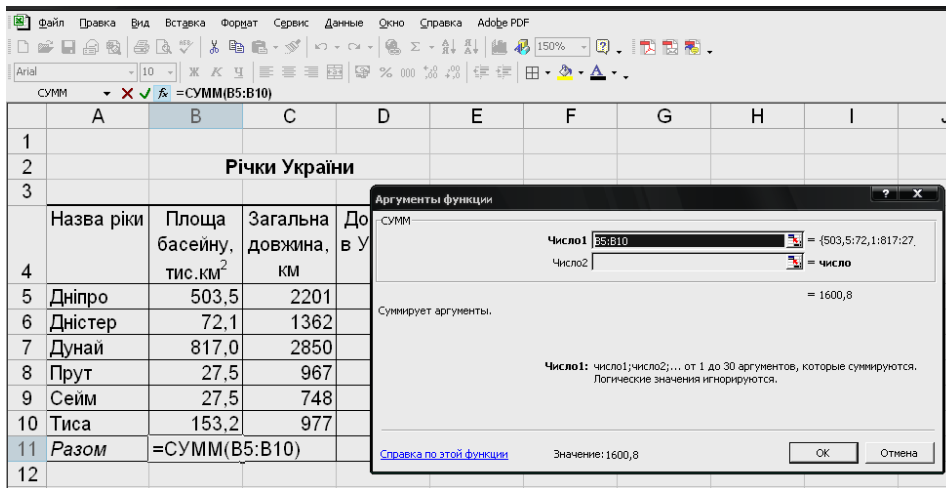 Файл Правка Вид Вставка Формат Сервис Данные Окно Справка Adobe PDF
150%
Arial 10 Ж К Ч % 000
СУММ fx =СУММ(B5:B10)
A B C D E F G H I J
1
2 Річки України
3
Назва ріки Площа Загальна До
басейну, довжина, в У
4 тис.км² км
5 Дніпро 503,5 2201
6 Дністер 72,1 1362
7 Дунай 817,0 2850
8 Прут 27,5 967
9 Сейм 27,5 748
10 Тиса 153,2 977
11 Разом =СУММ(B5:B10)
12
Аргументы функции ? X
СУММ
Число1 B5:B10 = {503,5:72,1:817:27,
Число2 = число
= 1600,8
Суммирует аргументы.
Число1: число1;число2;... от 1 до 30 аргументов, которые суммируются.
Логические значения игнорируются.
Справка по этой функции Значение:1600,8 ОК Отмена